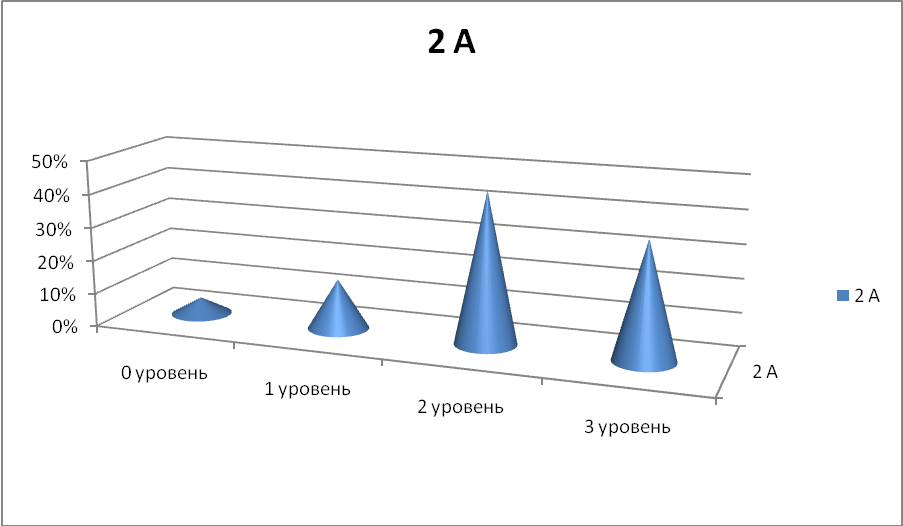 2 А
50%
40%
30%
20%
10%
0%
0 уровень
1 уровень
2 уровень
3 уровень
2 А
2 А